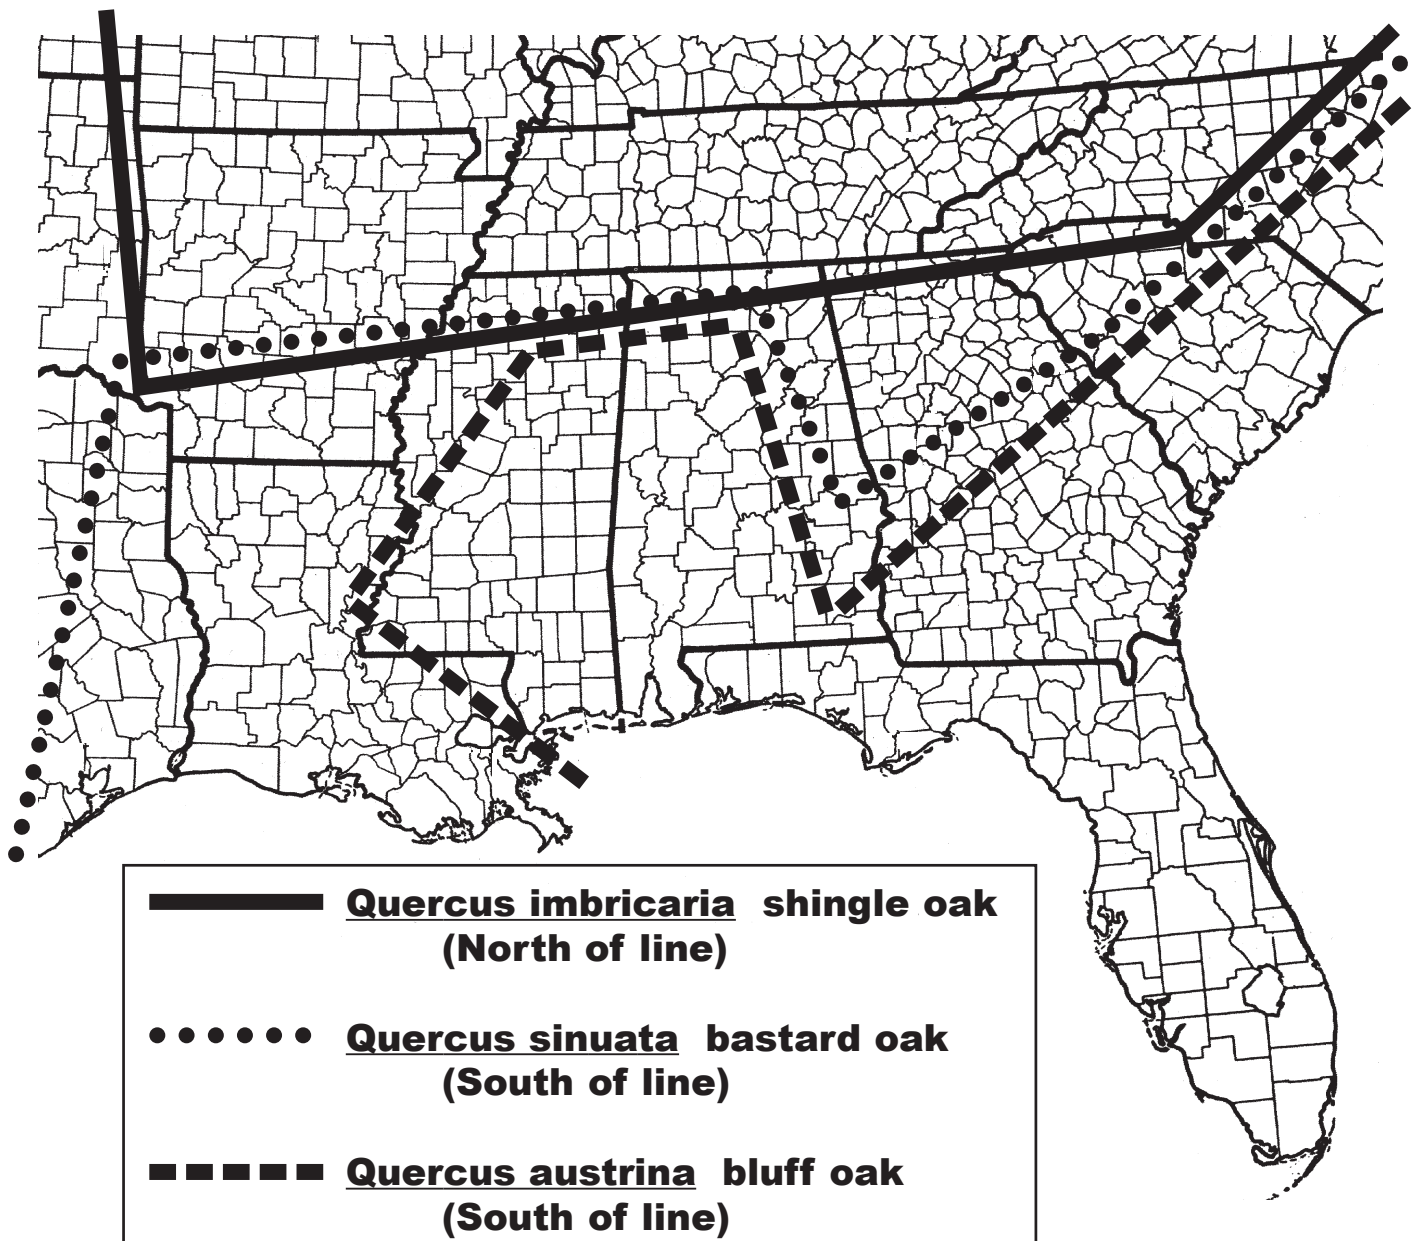 Quercus imbricaria shingle oak
(North of line)
Quercus sinuata bastard oak
(South of line)
Quercus austrina bluff oak
(South of line)